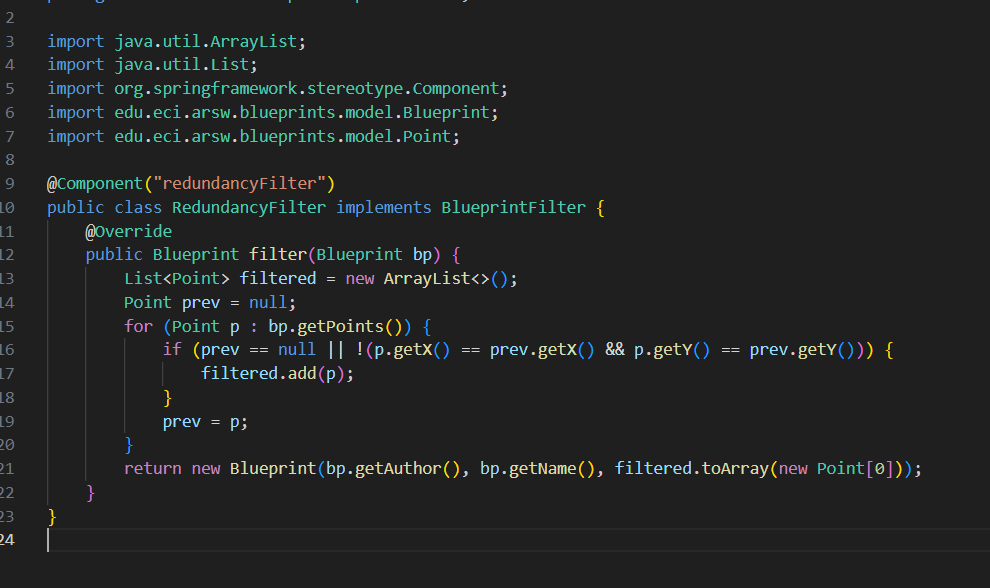 2
3 import java.util.ArrayList;
4 import java.util.List;
5 import org.springframework.stereotype.Component;
6 import edu.eci.arsw.blueprints.model.Blueprint;
7 import edu.eci.arsw.blueprints.model.Point;
8
9 @Component("redundancyFilter")
10 public class RedundancyFilter implements BlueprintFilter {
11     @Override
12     public Blueprint filter(Blueprint bp) {
13         List<Point> filtered = new ArrayList<>();
14         Point prev = null;
15         for (Point p : bp.getPoints()) {
16             if (prev == null || !(p.getX() == prev.getX() && p.getY() == prev.getY())) {
17                 filtered.add(p);
18             }
19             prev = p;
20         }
21         return new Blueprint(bp.getAuthor(), bp.getName(), filtered.toArray(new Point[0]));
22     }
23 }
24